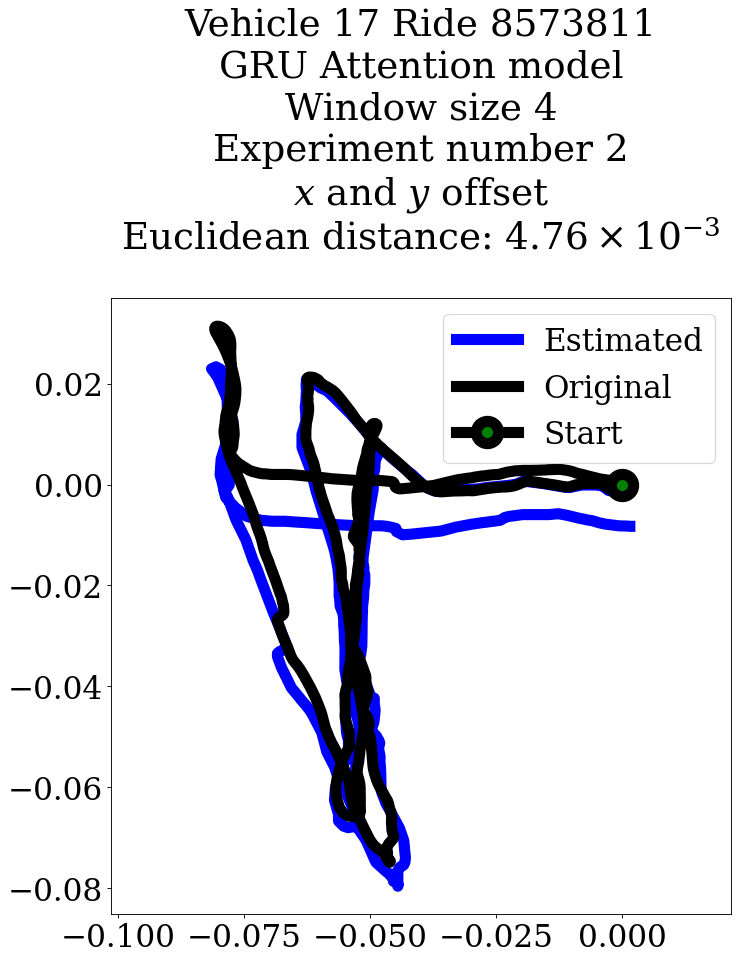 Vehicle 17 Ride 8573811
GRU Attention model
Window size 4
Experiment number 2
x and y offset
Euclidean distance: 4.76 × 10⁻³
Estimated
Original
Start
0.02
0.00
−0.02
−0.04
−0.06
−0.08
−0.100 −0.075 −0.050 −0.025 0.000